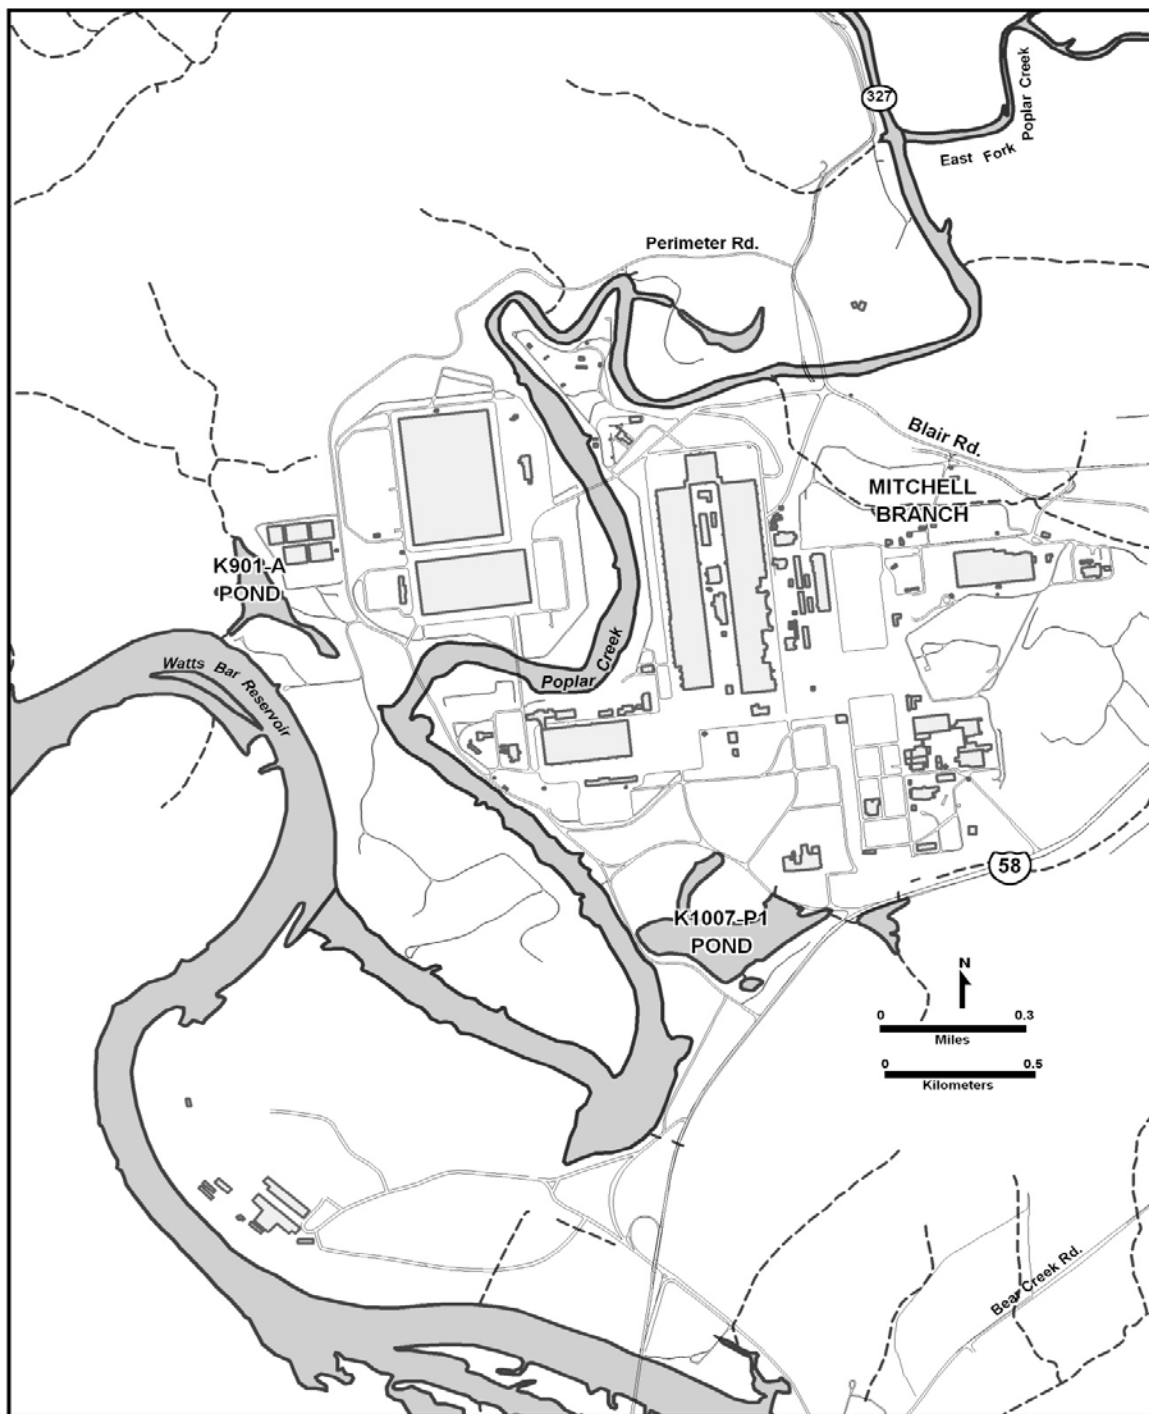 327
East Fork
Poplar Creek
Perimeter Rd.
Blair Rd.
MITCHELL
BRANCH
K901-A
POND
Poplar Creek
Watts Bar Reservoir
58
K1007-P1
POND
N
0 0.3
Miles
0 0.5
Kilometers
Bear Creek Rd.